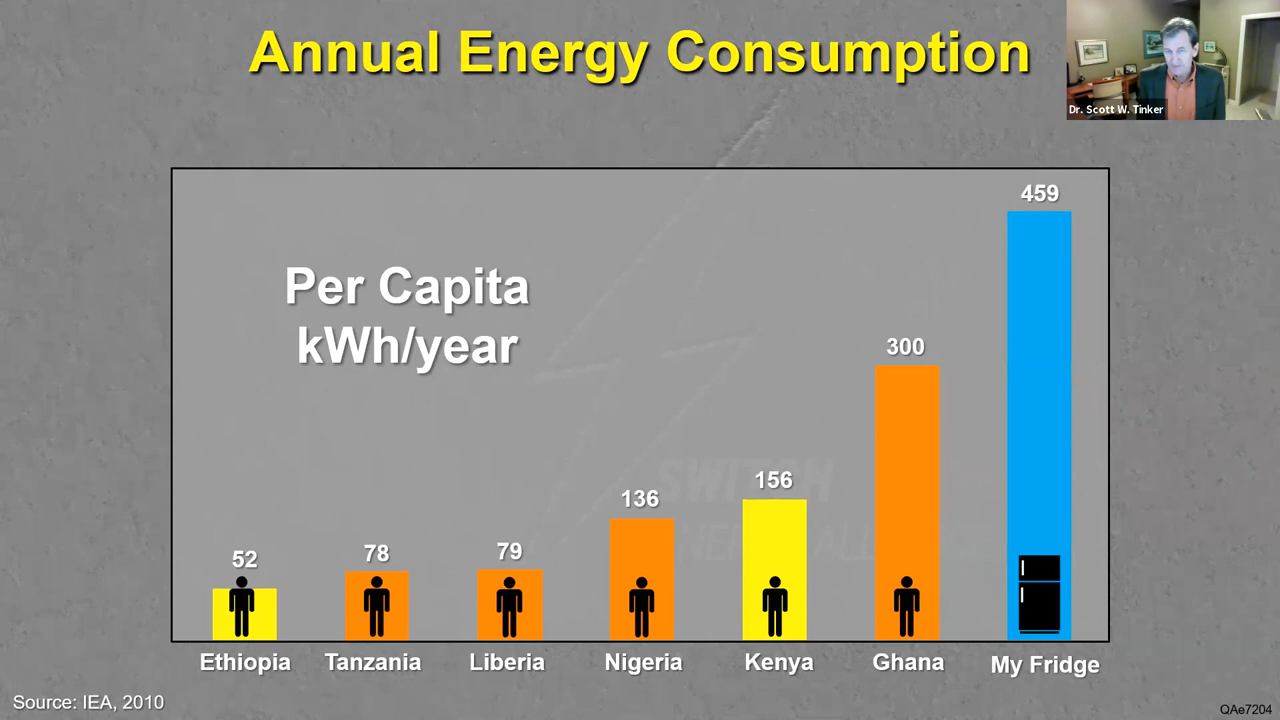 Annual Energy Consumption
Dr. Scott W. Tinker
459
Per Capita
kWh/year
300
156
136
79
78
52
SWITCH
Ethiopia Tanzania Liberia Nigeria Kenya Ghana My Fridge
Source: IEA, 2010
QAe7204